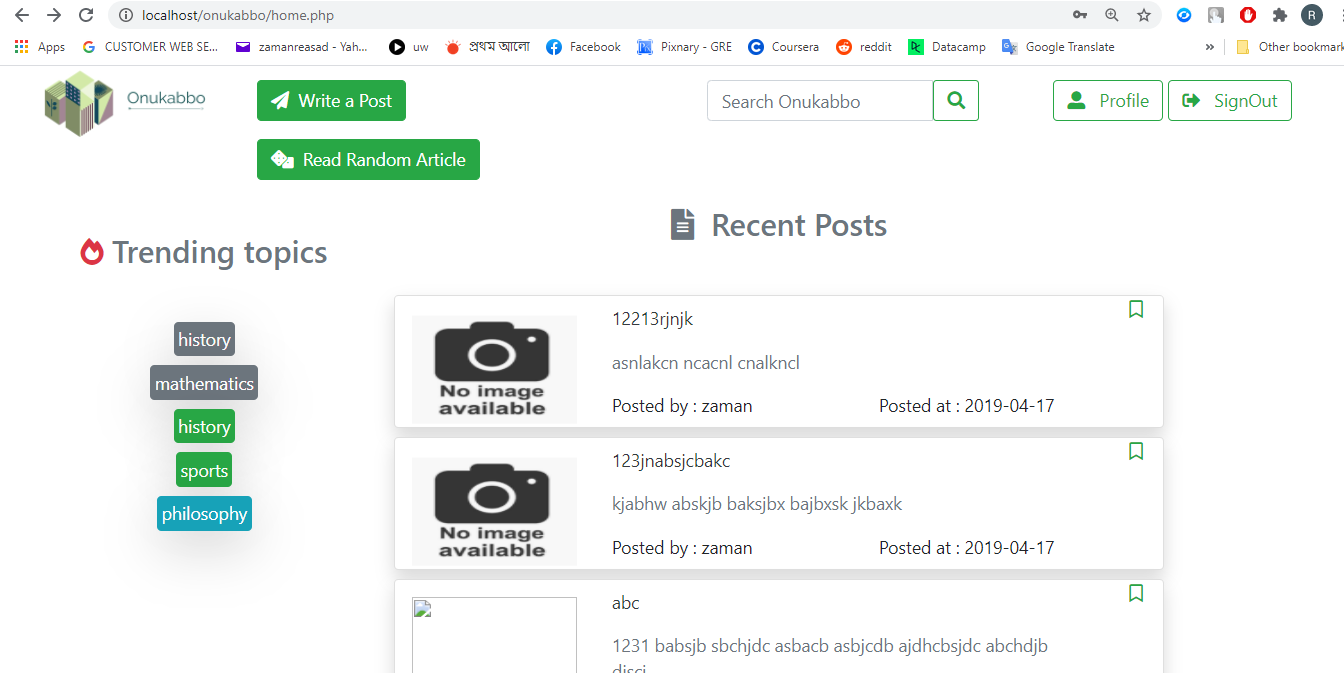 localhost/onukabbo/home.php
R
Apps CUSTOMER WEB SE... zamanreasad - Yah... uw প্রথম আলো Facebook Pixnary - GRE Coursera reddit Datacamp Google Translate » Other bookmark
Onukabbo Write a Post Search Onukabbo Profile SignOut
Read Random Article
Recent Posts
Trending topics
history
mathematics
history
sports
philosophy
12213rjnjk
asnlakcn ncacnl cnalkncl
No image
available
Posted by : zaman Posted at : 2019-04-17
123jnabsjcbakc
kjabhw abskjb baksjbx bajbxsk jkbaxk
No image
available
Posted by : zaman Posted at : 2019-04-17
abc
1231 babsjb sbchjdc asbacb asbjcdb ajdhcbsjdc abchdjb